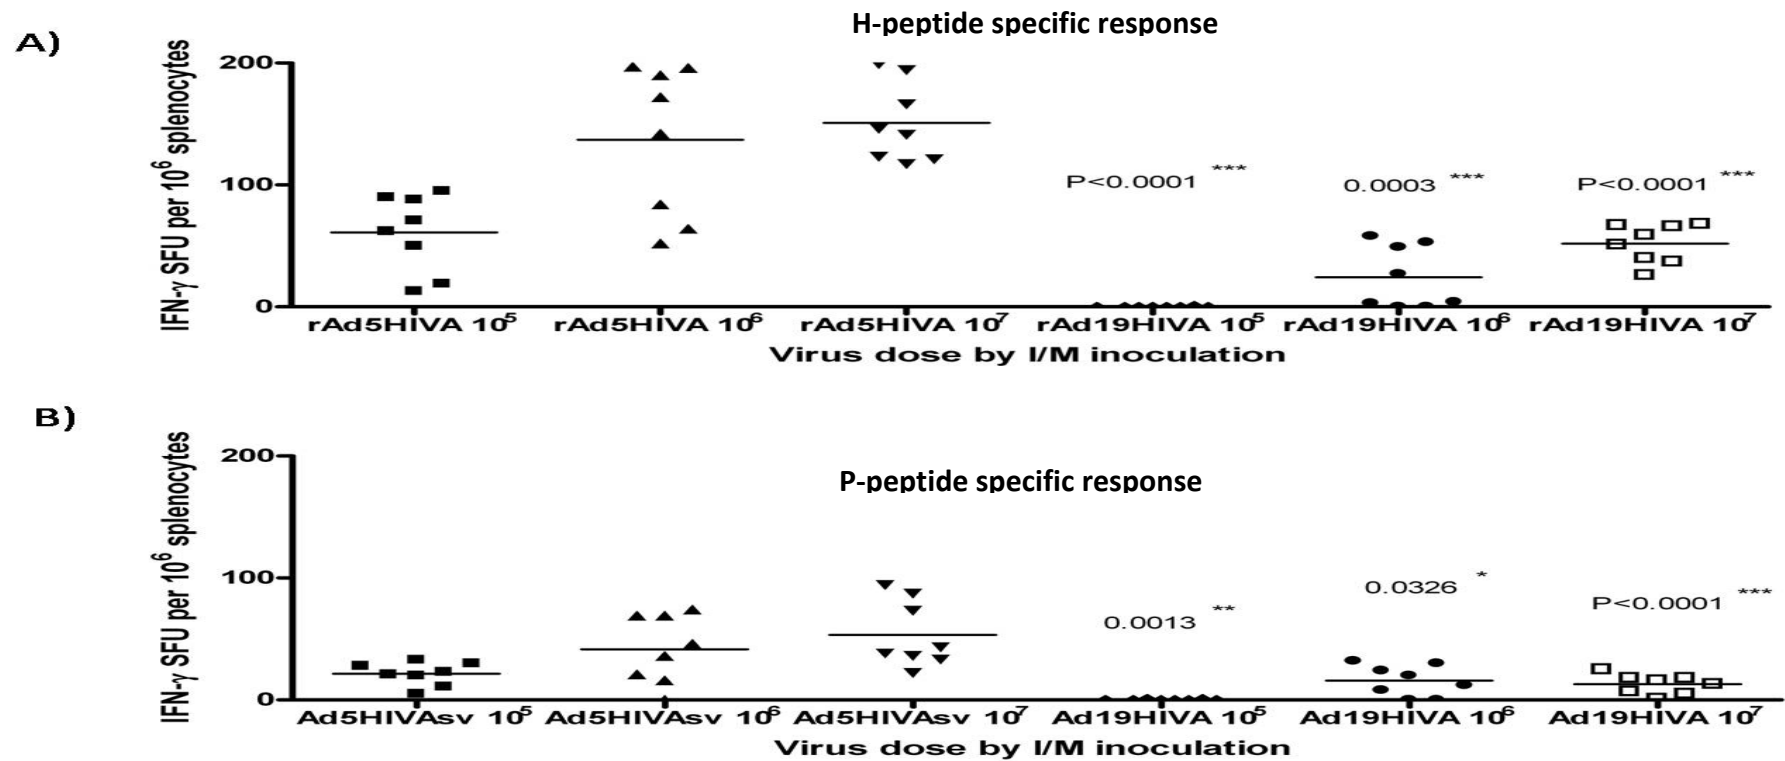 A)
H-peptide specific response
IFN-γ SFU per 10⁶ splenocytes
200
100
0
P<0.0001 ***
0.0003 ***
P<0.0001 ***
rAd5HIVA 10⁵ rAd5HIVA 10⁶ rAd5HIVA 10⁷ rAd19HIVA 10⁵ rAd19HIVA 10⁶ rAd19HIVA 10⁷
Virus dose by I/M inoculation
B)
P-peptide specific response
IFN-γ SFU per 10⁶ splenocytes
200
100
0
0.0013 **
0.0326 *
P<0.0001 ***
Ad5HIVAsv 10⁵ Ad5HIVAsv 10⁶ Ad5HIVAsv 10⁷ Ad19HIVA 10⁵ Ad19HIVA 10⁶ Ad19HIVA 10⁷
Virus dose by I/M inoculation